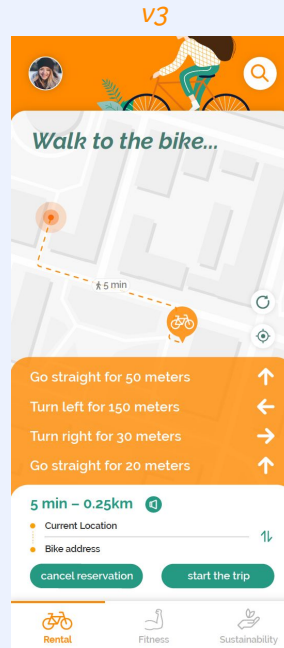 v3
Walk to the bike...
5 min
Go straight for 50 meters
Turn left for 150 meters
Turn right for 30 meters
Go straight for 20 meters
5 min – 0.25km
Current Location
Bike address
cancel reservation
start the trip
Rental
Fitness
Sustainability